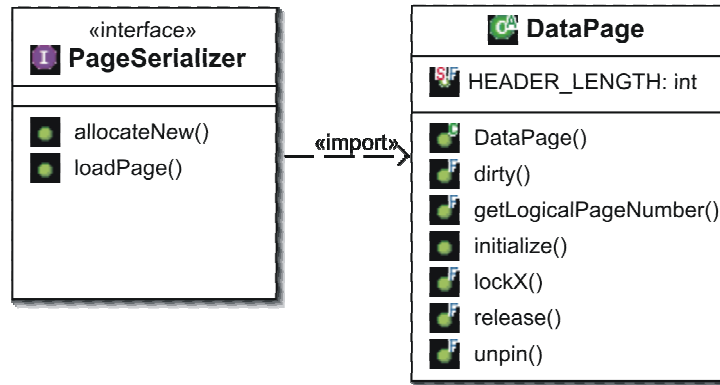 «interface»
PageSerializer
allocateNew()
loadPage()
«import»
DataPage
HEADER_LENGTH: int
DataPage()
dirty()
getLogicalPageNumber()
initialize()
lockX()
release()
unpin()